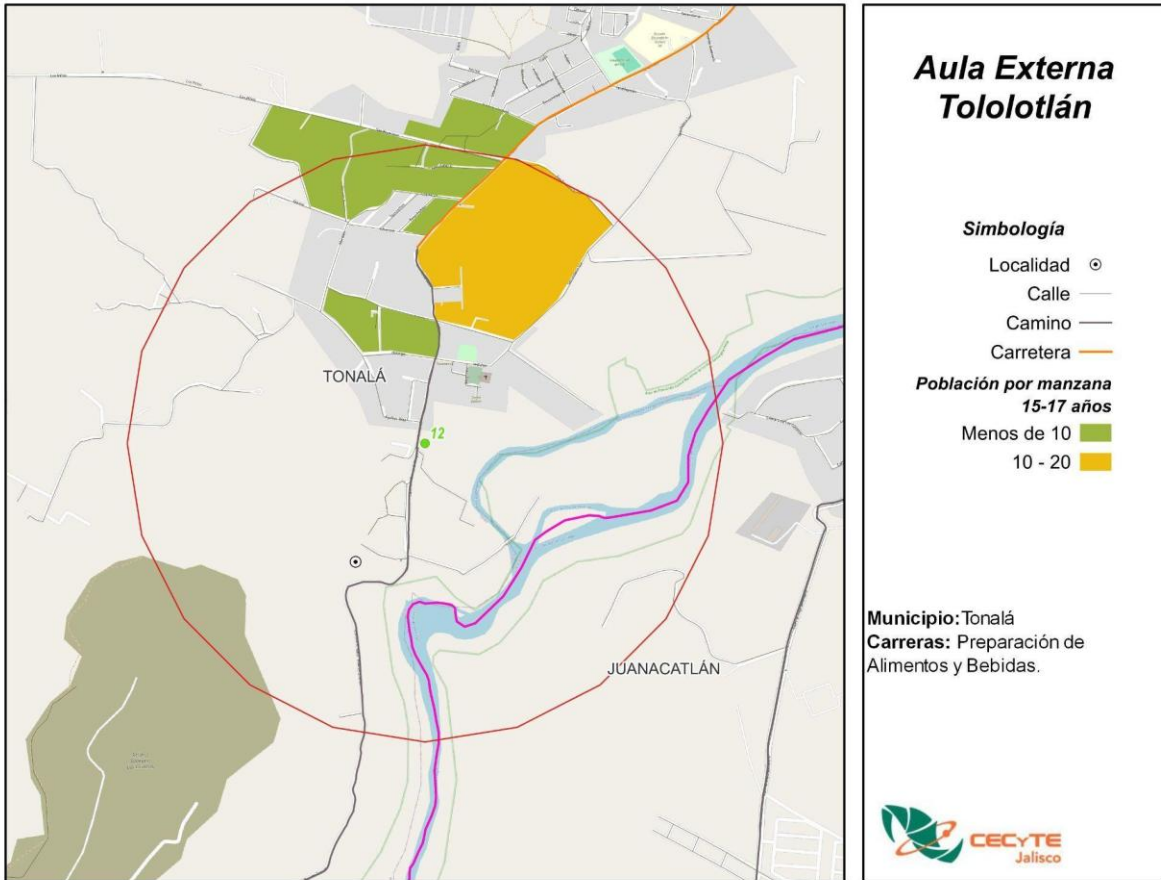 Aula Externa
Tololotlán
Simbología
Localidad
Calle
Camino
Carretera
Población por manzana
15-17 años
Menos de 10
10 - 20
Municipio: Tonalá
Carreras: Preparación de
Alimentos y Bebidas.
CECyTE
Jalisco
TONALÁ
12
JUANACATLÁN